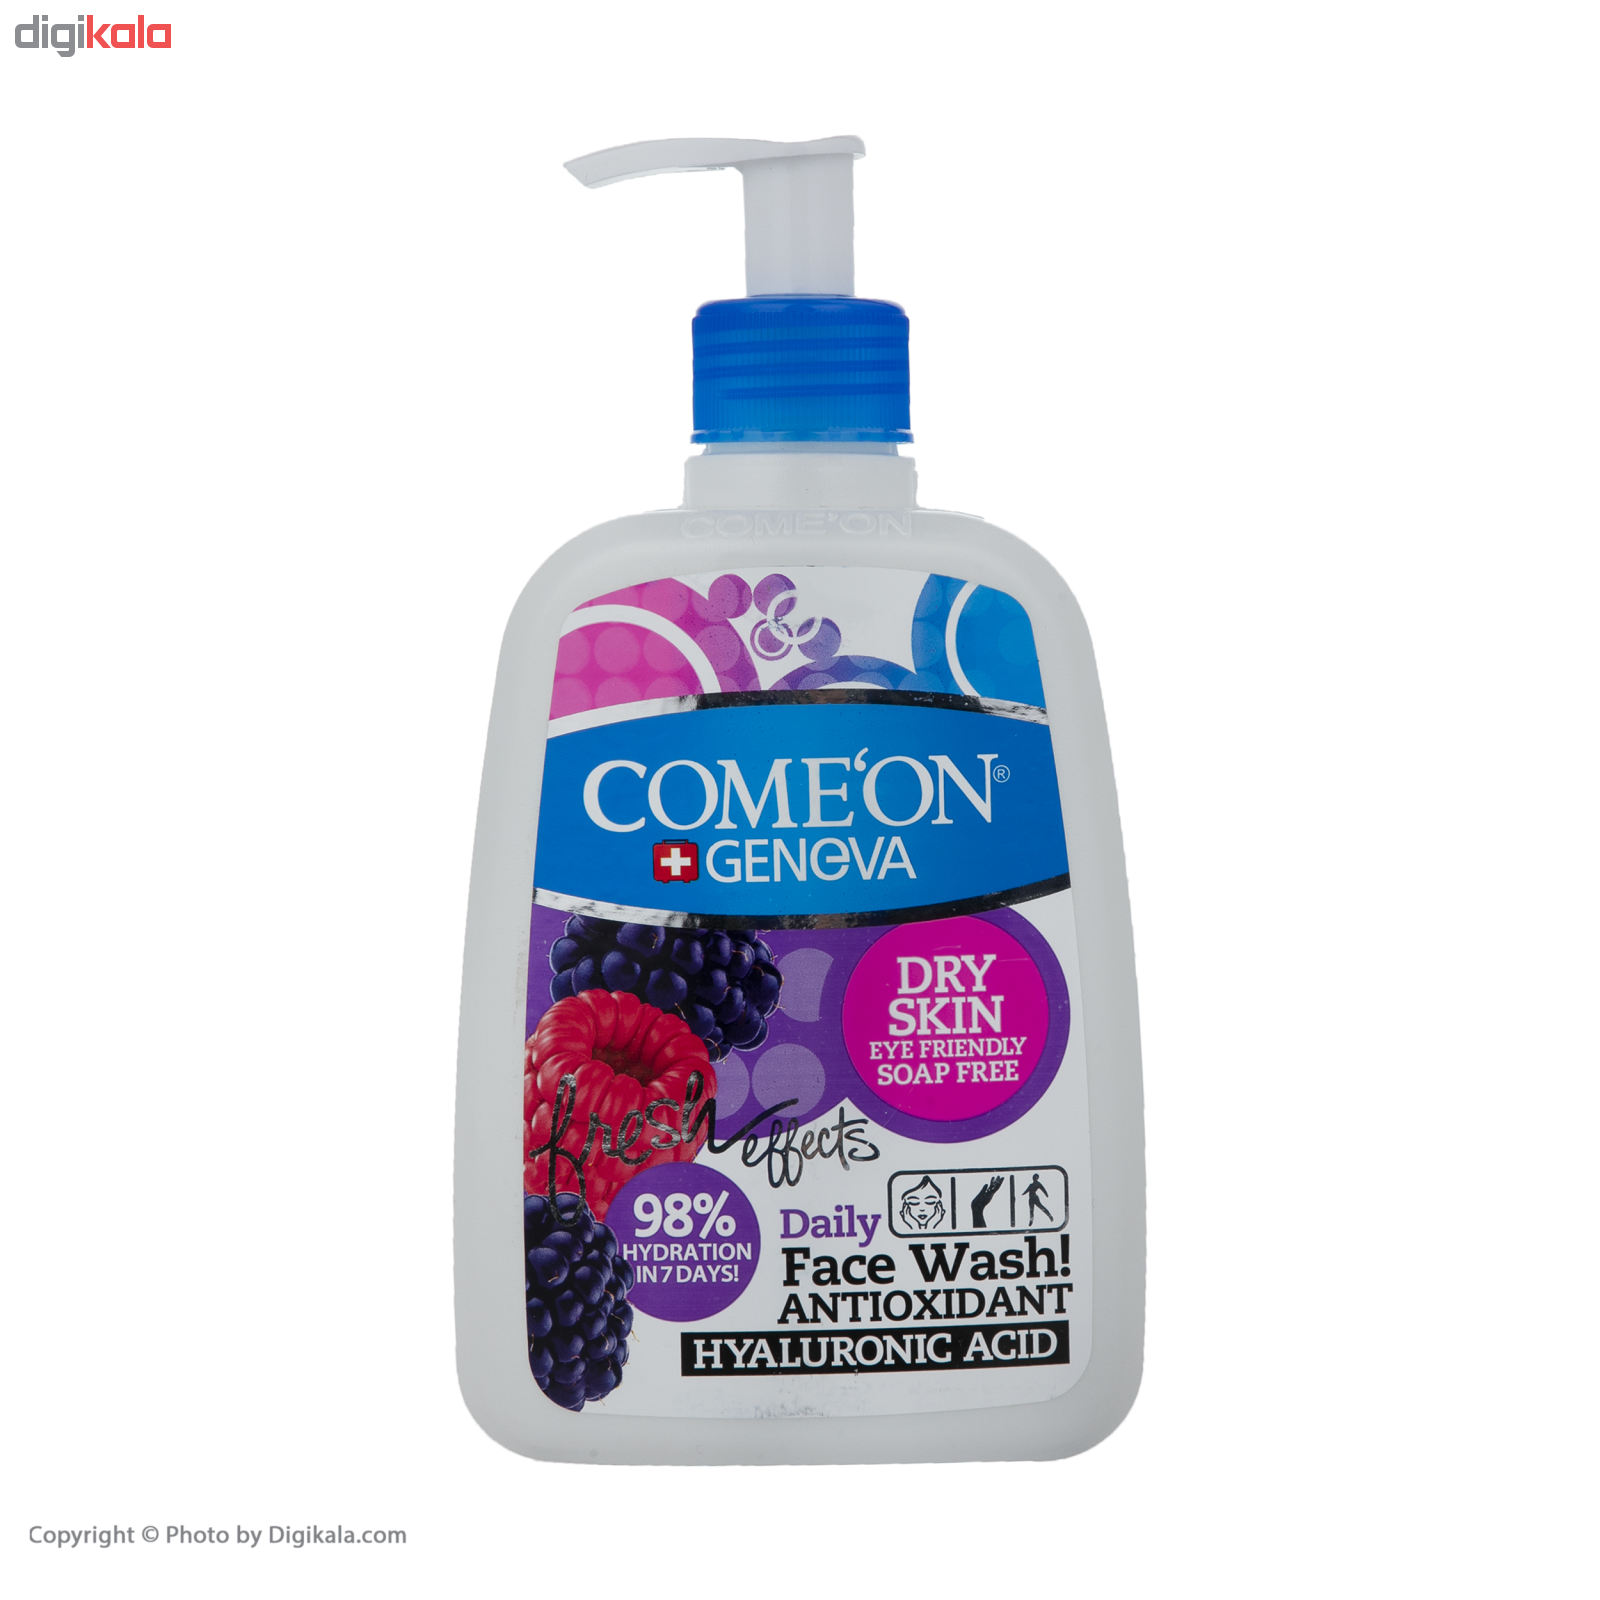 digikala
COME'ON
COME'ON®
GENeVA
DRY
SKIN
EYE FRIENDLY
SOAP FREE
fresh effects
98%
HYDRATION
IN 7 DAYS!
Daily
Face Wash!
ANTIOXIDANT
HYALURONIC ACID
Copyright © Photo by Digikala.com